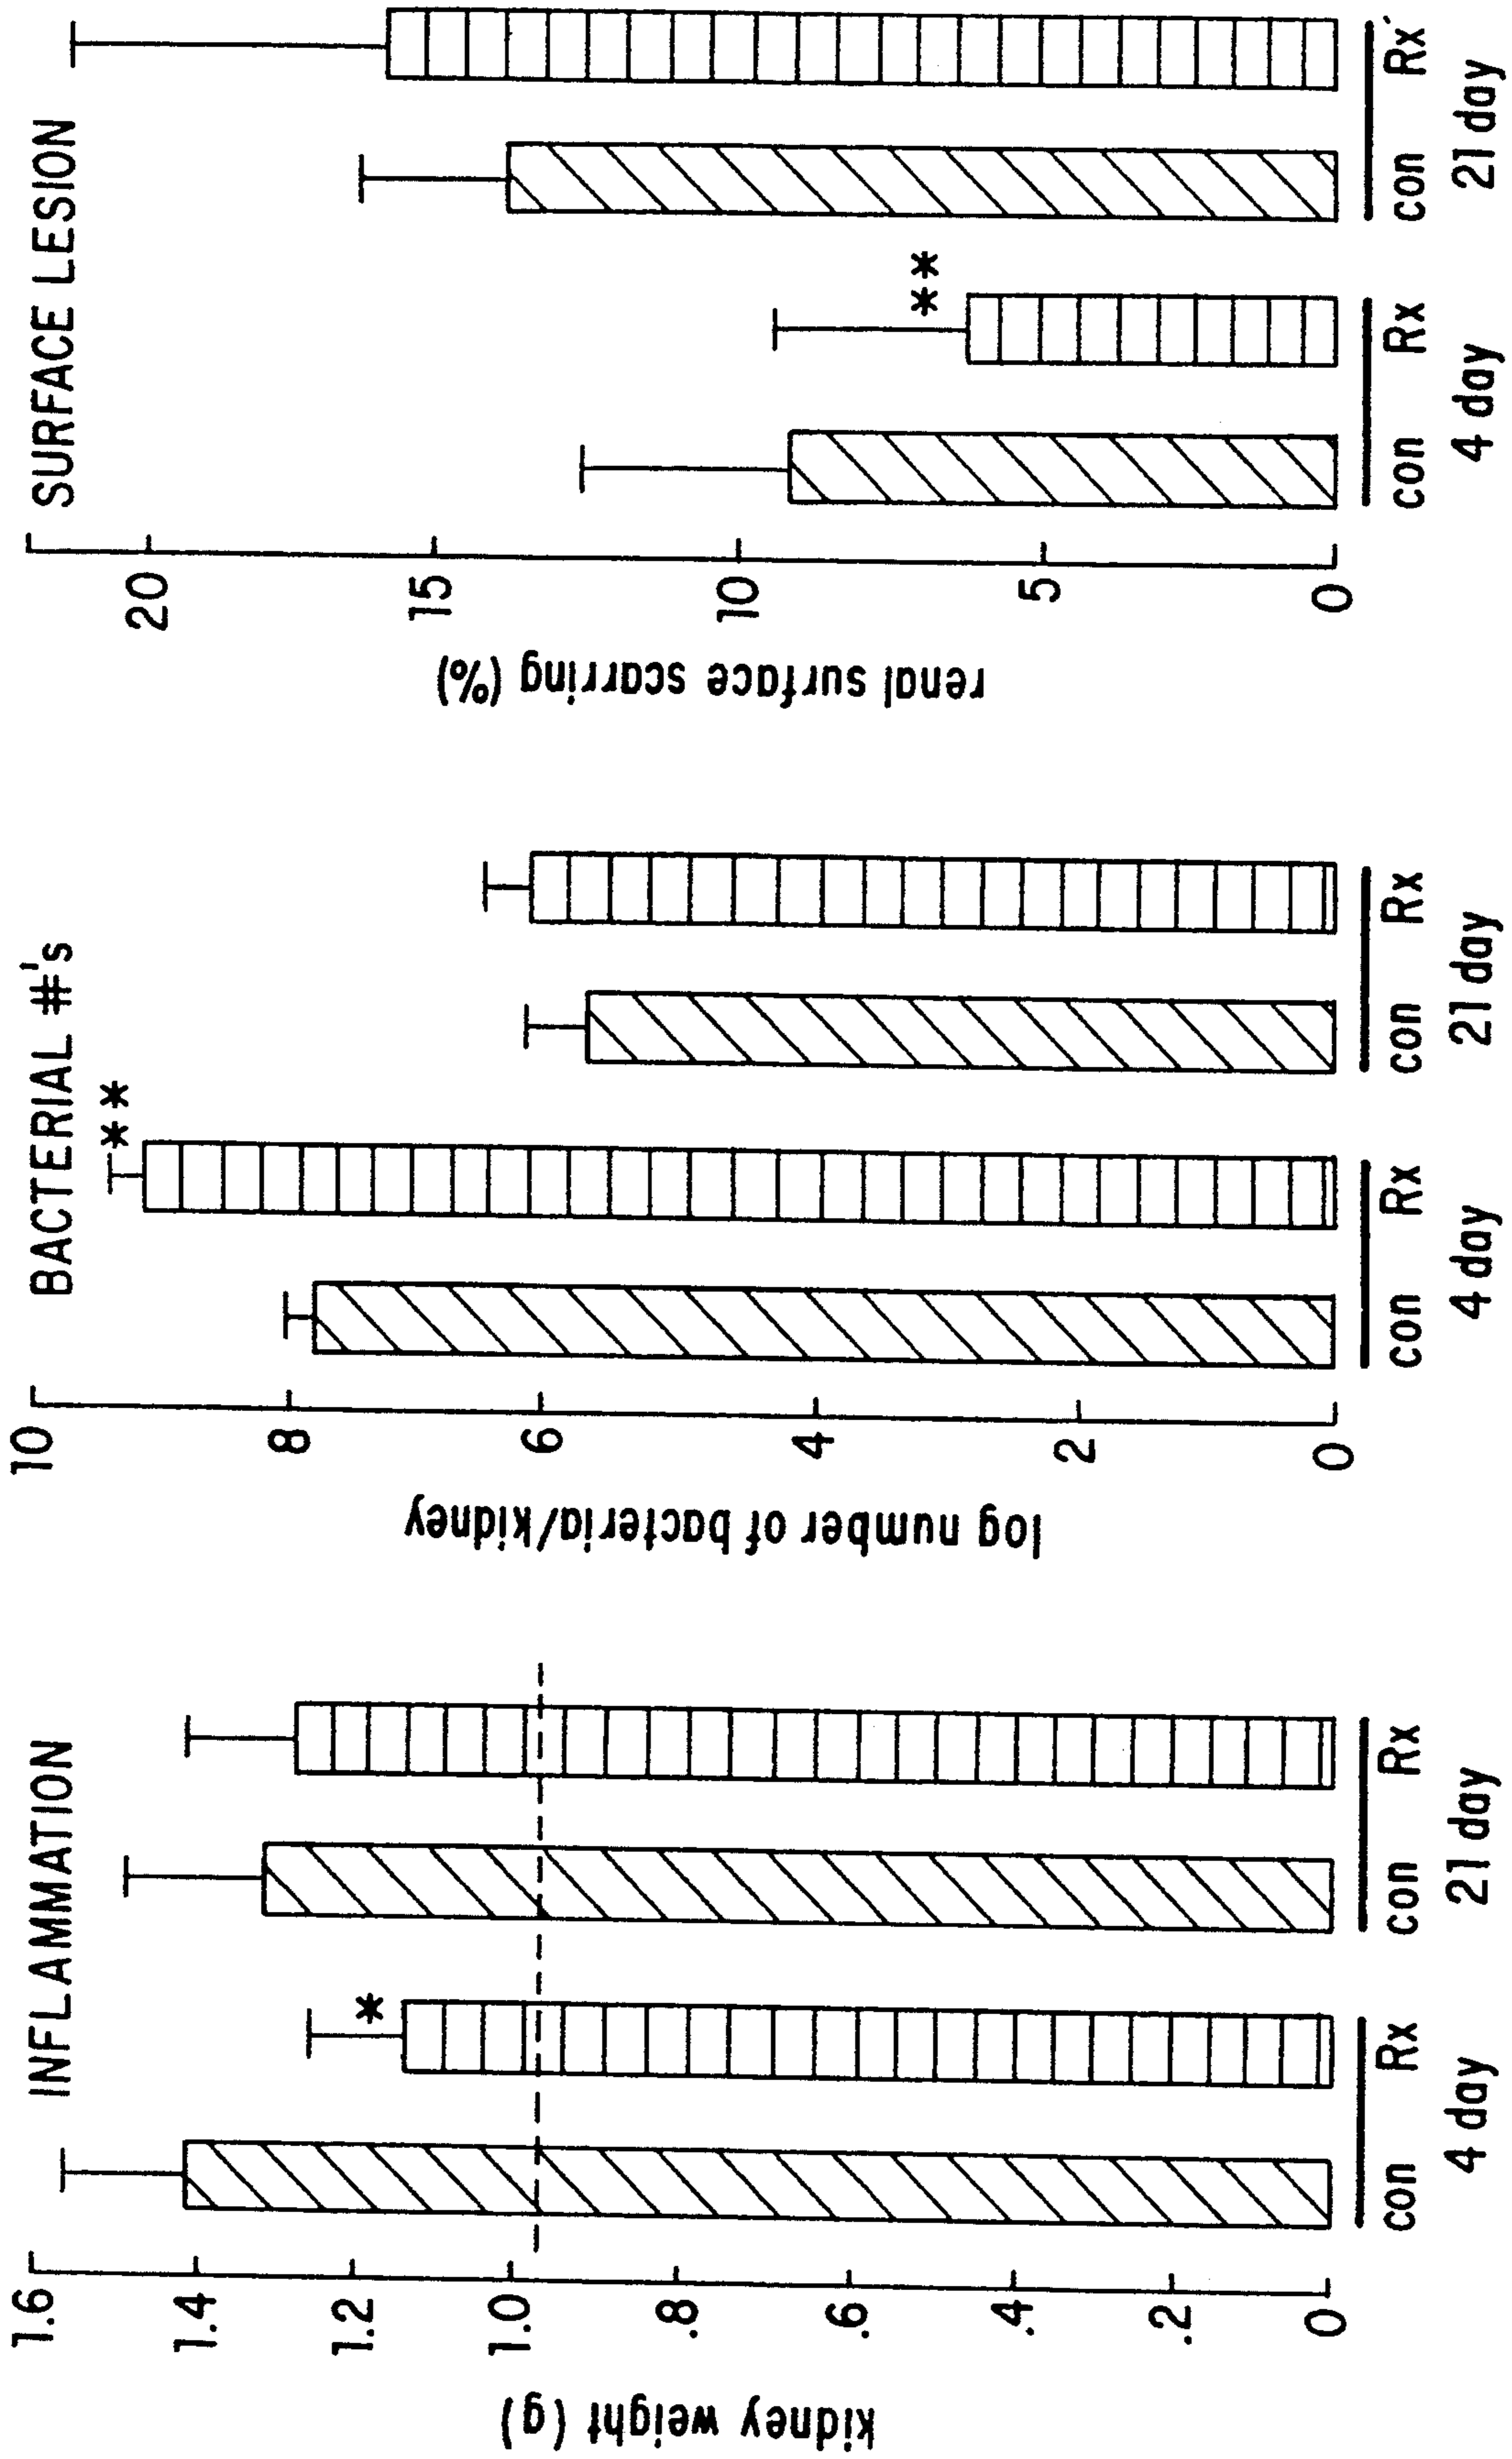 INFLAMMATION
kidney weight (g)
1.6
1.4
1.2
1.0
.8
.6
.4
.2
0
*
con Rx con Rx
4 day 21 day
BACTERIAL #'s
log number of bacteria/kidney
10
8
6
4
2
0
**
con Rx con Rx
4 day 21 day
SURFACE LESION
renal surface scarring (%)
20
15
10
5
0
**
con Rx con Rx
4 day 21 day